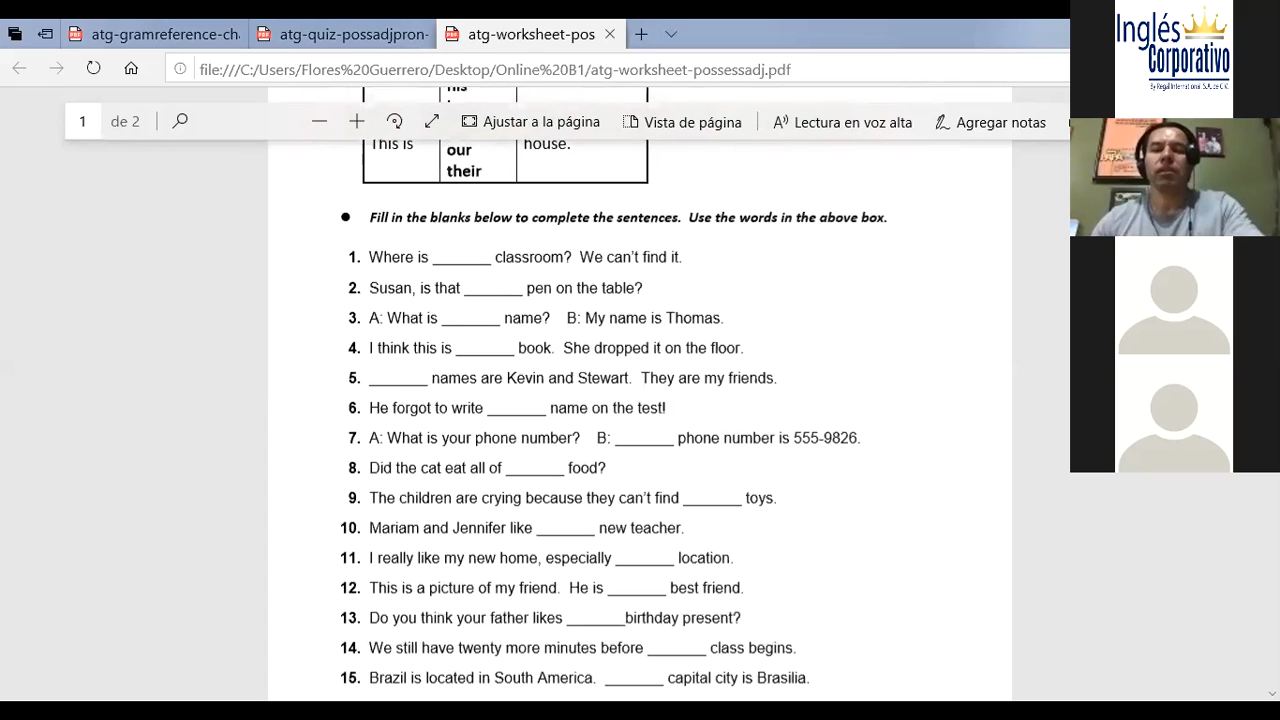 atg-gramreference-ch
atg-quiz-possadjproh-
atg-worksheet-pos
file:///C:/Users/Flores%20Guerrero/Desktop/Online%20B1/atg-worksheet-possessadj.pdf
1 de 2
Ajustar a la página
Vista de página
Lectura en voz alta
Agregar notas
his
This is
our
their
house.
● Fill in the blanks below to complete the sentences. Use the words in the above box.
1. Where is _______ classroom? We can't find it.
2. Susan, is that _______ pen on the table?
3. A: What is _______ name? B: My name is Thomas.
4. I think this is _______ book. She dropped it on the floor.
5. _______ names are Kevin and Stewart. They are my friends.
6. He forgot to write _______ name on the test!
7. A: What is your phone number? B: _______ phone number is 555-9826.
8. Did the cat eat all of _______ food?
9. The children are crying because they can't find _______ toys.
10. Mariam and Jennifer like _______ new teacher.
11. I really like my new home, especially _______ location.
12. This is a picture of my friend. He is _______ best friend.
13. Do you think your father likes _______birthday present?
14. We still have twenty more minutes before _______ class begins.
15. Brazil is located in South America. _______ capital city is Brasilia.
Inglés
Corporativo
By Regal International S.A. de C.V.